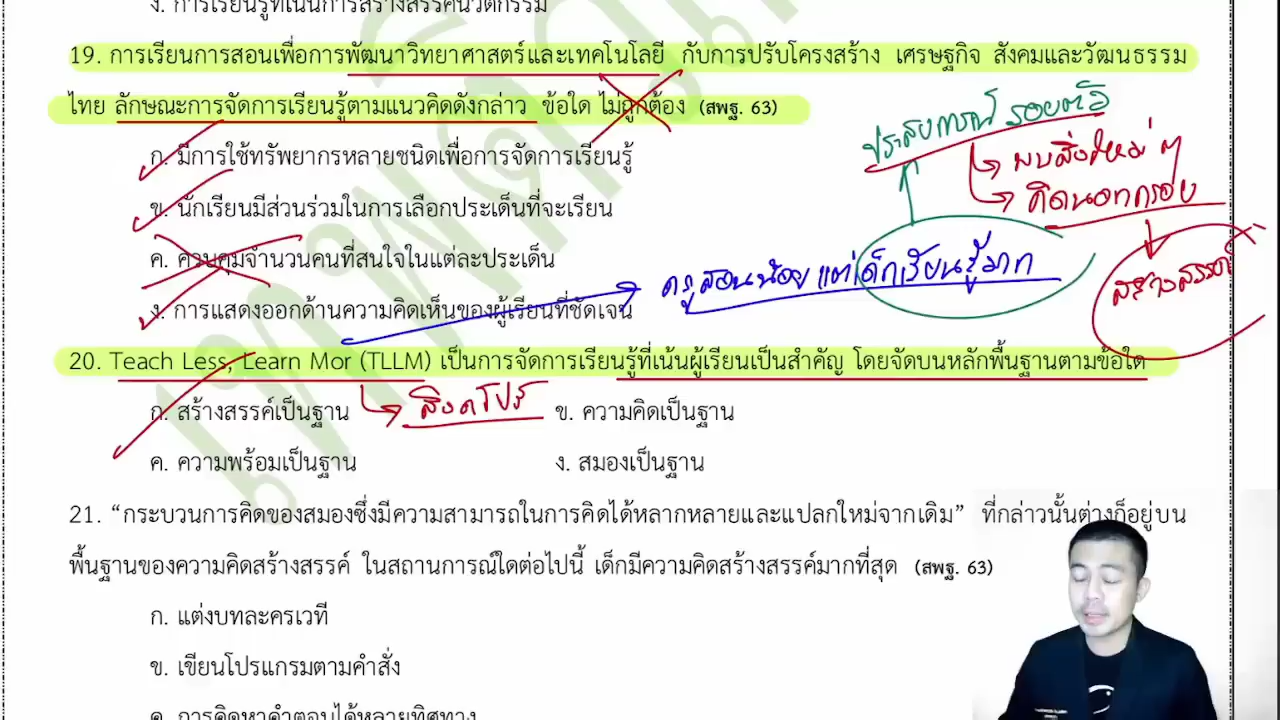 ง. การเรียนรู้ที่เน้นการสร้างสรรค์นวัตกรรม
19. การเรียนการสอนเพื่อการพัฒนาวิทยาศาสตร์และเทคโนโลยี กับการปรับโครงสร้าง เศรษฐกิจ สังคมและวัฒนธรรม
ไทย ลักษณะการจัดการเรียนรู้ตามแนวคิดดังกล่าว ข้อใด ไม่ถูกต้อง (สพฐ. 63)
ประสบการณ์ รอบตัว
ก. มีการใช้ทรัพยากรหลายชนิดเพื่อการจัดการเรียนรู้
พบสิ่งใหม่ ๆ
ข. นักเรียนมีส่วนร่วมในการเลือกประเด็นที่จะเรียน
คิดนอกกรอบ
ค. ควบคุมจำนวนคนที่สนใจในแต่ละประเด็น
ครูสอนน้อย แต่เด็กเรียนรู้มาก
สร้างสรรค์
ง. การแสดงออกด้านความคิดเห็นของผู้เรียนที่ชัดเจน
20. Teach Less, Learn Mor (TLLM) เป็นการจัดการเรียนรู้ที่เน้นผู้เรียนเป็นสำคัญ โดยจัดบนหลักพื้นฐานตามข้อใด
ก. สร้างสรรค์เป็นฐาน
สิงคโปร์
ข. ความคิดเป็นฐาน
ค. ความพร้อมเป็นฐาน
ง. สมองเป็นฐาน
21. “กระบวนการคิดของสมองซึ่งมีความสามารถในการคิดได้หลากหลายและแปลกใหม่จากเดิม” ที่กล่าวนั้นต่างก็อยู่บน
พื้นฐานของความคิดสร้างสรรค์ ในสถานการณ์ใดต่อไปนี้ เด็กมีความคิดสร้างสรรค์มากที่สุด (สพฐ. 63)
ก. แต่งบทละครเวที
ข. เขียนโปรแกรมตามคำสั่ง
ค. การคิดหาคำตอบได้หลายทิศทาง